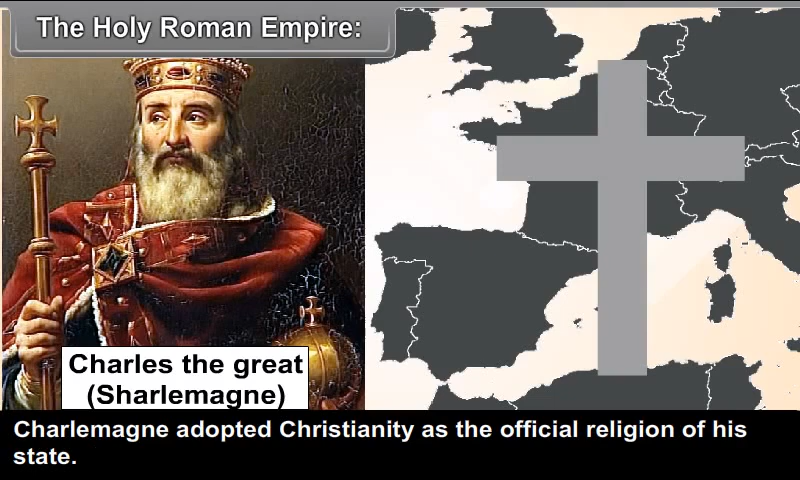 The Holy Roman Empire:
Charles the great
(Sharlemagne)
Charlemagne adopted Christianity as the official religion of his
state.